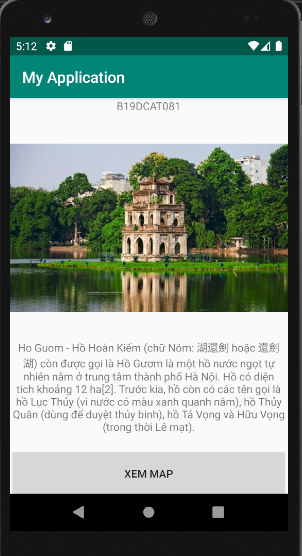 5:12
My Application
B19DCAT081
Ho Guom - Hồ Hoàn Kiếm (chữ Nôm: 湖還劍 hoặc 還劍
湖) còn được gọi là Hồ Gươm là một hồ nước ngọt tự
nhiên nằm ở trung tâm thành phố Hà Nội. Hồ có diện
tích khoảng 12 ha[2]. Trước kia, hồ còn có các tên gọi là
hồ Lục Thủy (vì nước có màu xanh quanh năm), hồ Thủy
Quân (dùng để duyệt thủy binh), hồ Tả Vọng và Hữu Vọng
(trong thời Lê mạt).
XEM MAP